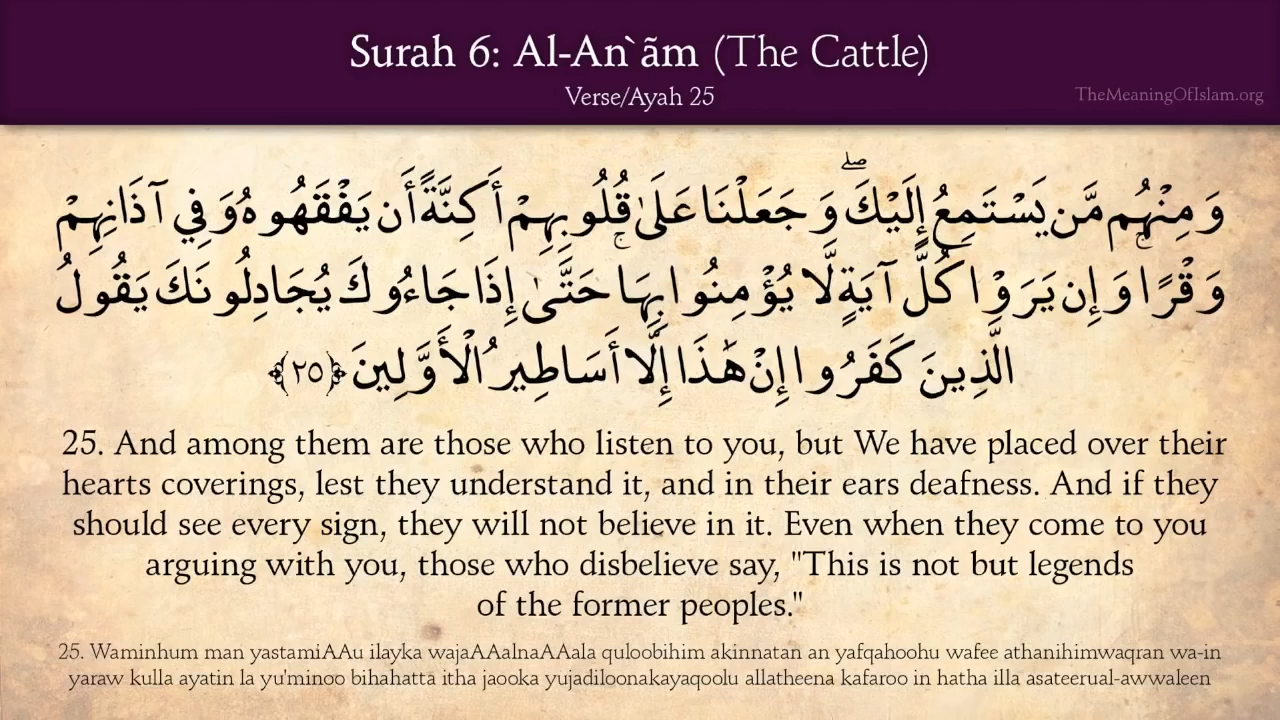 Surah 6: Al-An`ãm (The Cattle)
Verse/Ayah 25
TheMeaningOfIslam.org
وَمِنْهُم مَّن يَسْتَمِعُ إِلَيْكَ ۖ وَجَعَلْنَا عَلَىٰ قُلُوبِهِمْ أَكِنَّةً أَن يَفْقَهُوهُ وَفِي آذَانِهِمْ
وَقْرًا ۚ وَإِن يَرَوْا كُلَّ آيَةٍ لَّا يُؤْمِنُوا بِهَا ۚ حَتَّىٰ إِذَا جَاءُوكَ يُجَادِلُونَكَ يَقُولُ
الَّذِينَ كَفَرُوا إِنْ هَٰذَا إِلَّا أَسَاطِيرُ الْأَوَّلِينَ ﴿٢٥﴾
25. And among them are those who listen to you, but We have placed over their
hearts coverings, lest they understand it, and in their ears deafness. And if they
should see every sign, they will not believe in it. Even when they come to you
arguing with you, those who disbelieve say, "This is not but legends
of the former peoples."
25. Waminhum man yastamiAAu ilayka wajaAAalnaAAala quloobihim akinnatan an yafqahoohu wafee athanihimwaqran wa-in
yaraw kulla ayatin la yu'minoo bihahatta itha jaooka yujadiloonakayaqoolu allatheena kafaroo in hatha illa asateerual-awwaleen